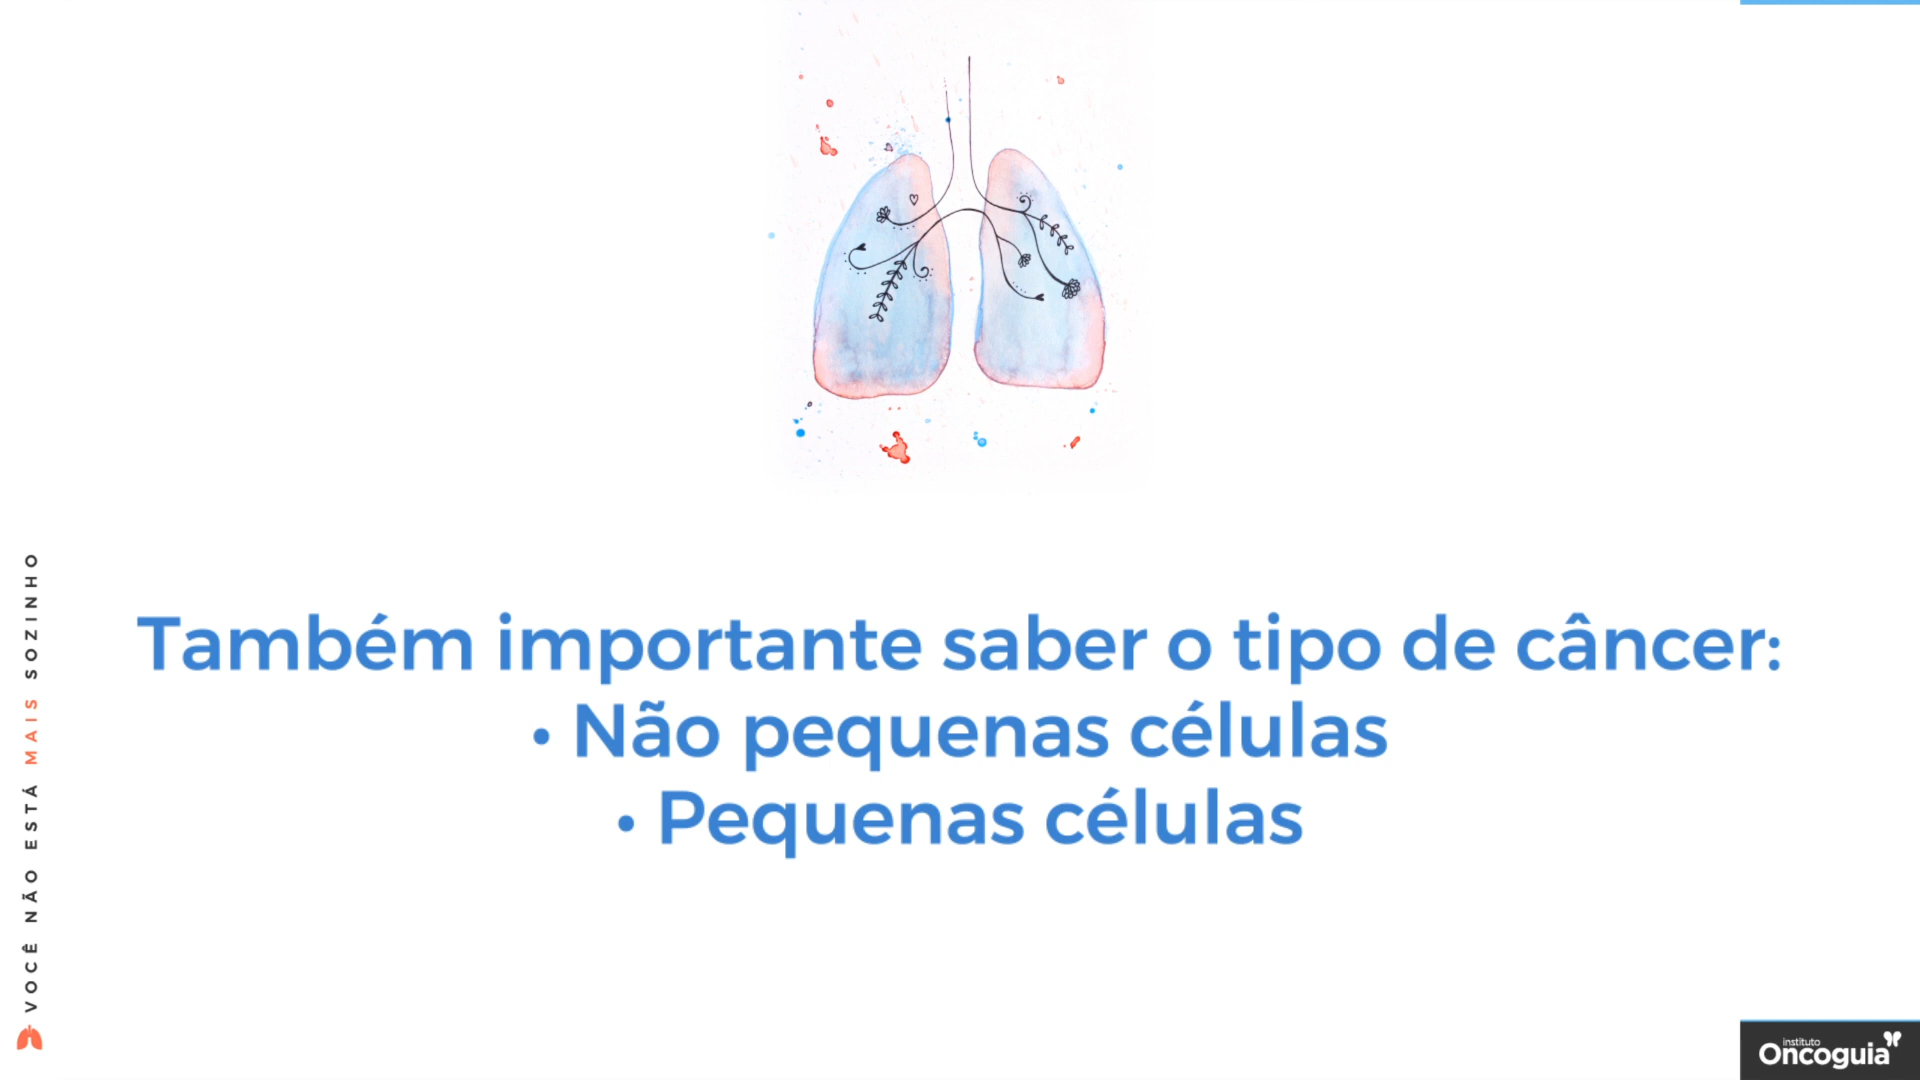 Também importante saber o tipo de câncer:
• Não pequenas células
• Pequenas células
VOCÊ NÃO ESTÁ MAIS SOZINHO
instituto
Oncoguia